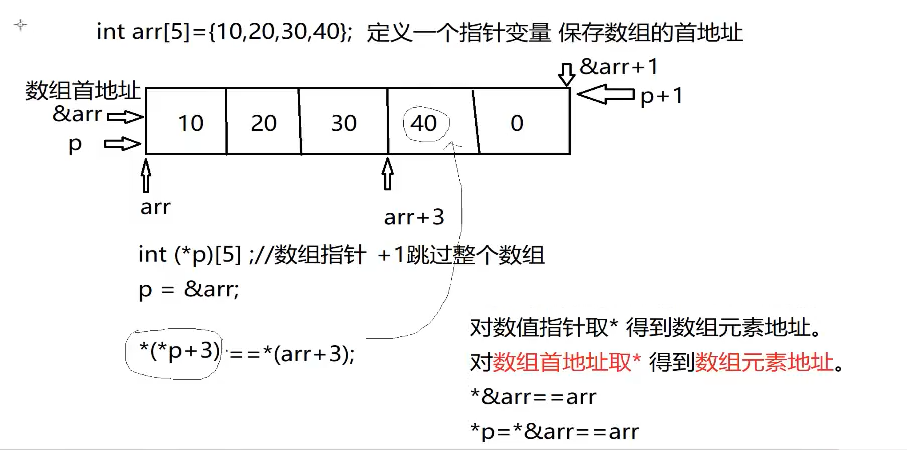 int arr[5]={10,20,30,40}; 定义一个指针变量 保存数组的首地址
&arr+1
数组首地址
p+1
&arr
10 20 30 40 0
p
arr
arr+3
int (*p)[5] ;//数组指针 +1跳过整个数组
p = &arr;
*(*p+3) ==*(arr+3);
对数值指针取* 得到数组元素地址。
对数组首地址取* 得到数组元素地址。
*&arr==arr
*p=*&arr==arr